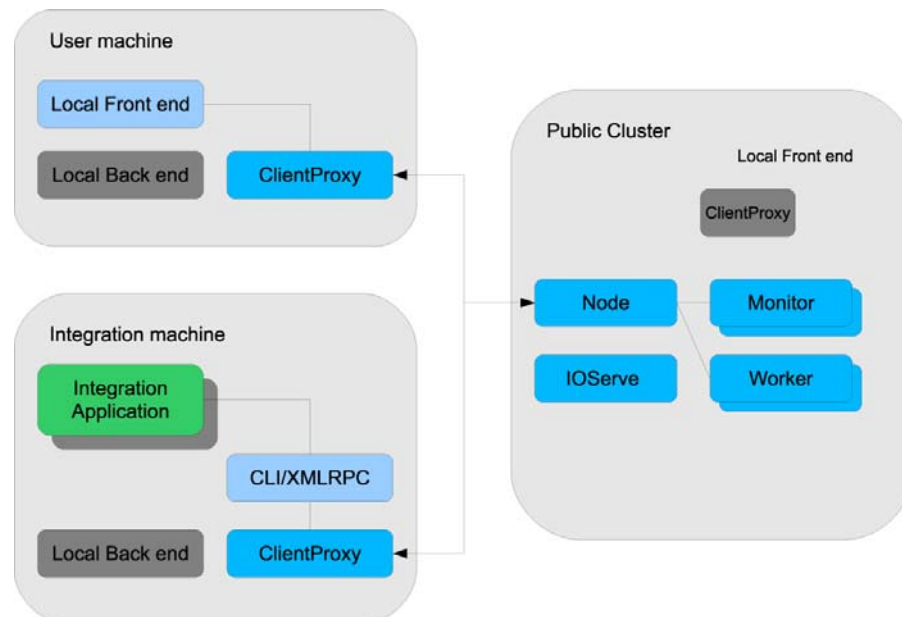 User machine
Local Front end
Local Back end
ClientProxy
Integration machine
Integration
Application
CLI/XMLRPC
Local Back end
ClientProxy
Public Cluster
Local Front end
ClientProxy
Node
Monitor
IOServe
Worker